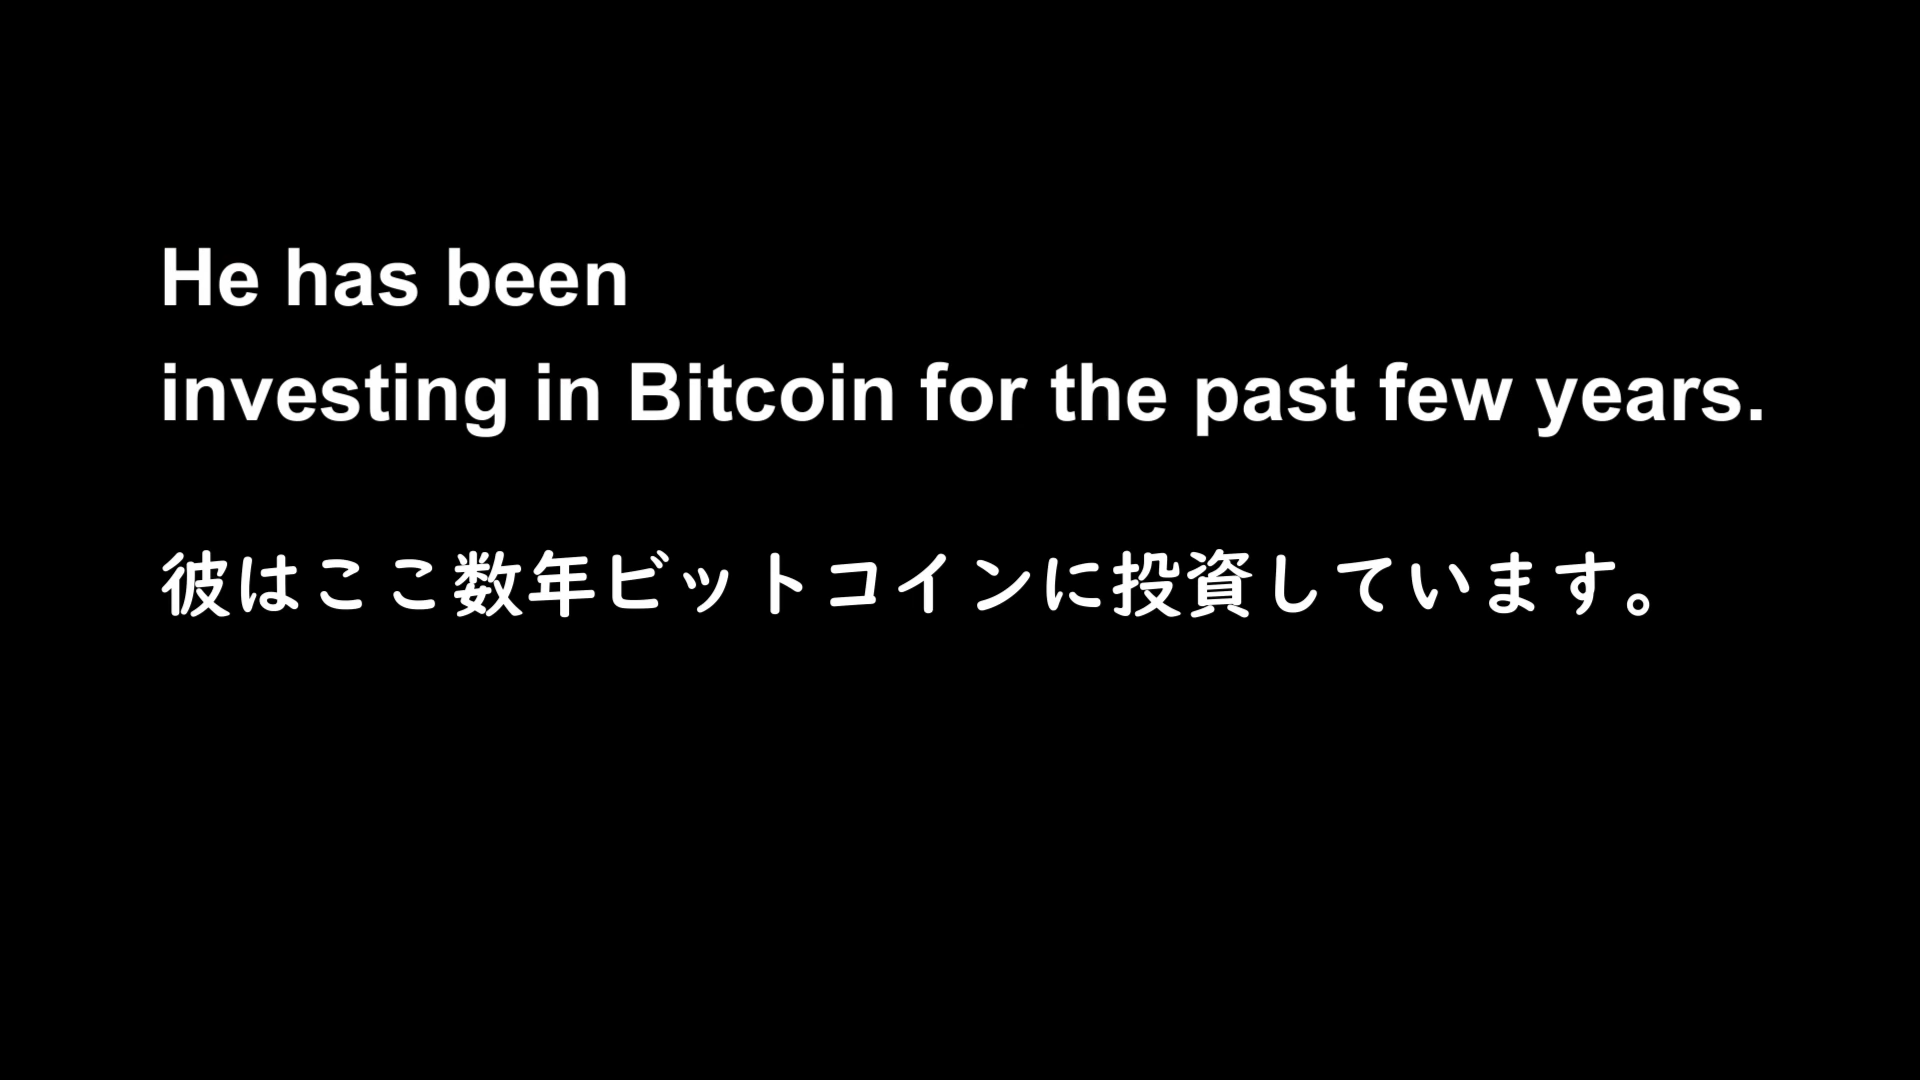 He has been
investing in Bitcoin for the past few years.
彼はここ数年ビットコインに投資しています。